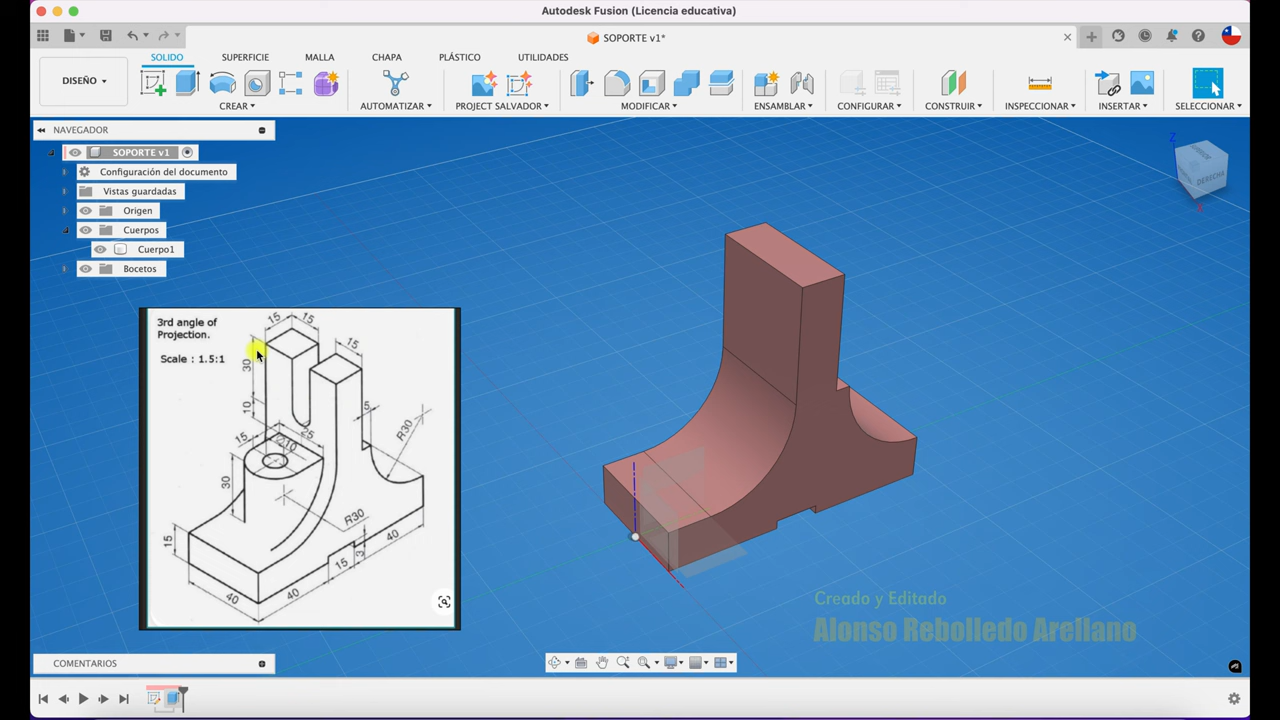 Autodesk Fusion (Licencia educativa)
SOPORTE v1*
SOLIDO SUPERFICIE MALLA CHAPA PLÁSTICO UTILIDADES
DISEÑO
CREAR AUTOMATIZAR PROJECT SALVADOR MODIFICAR ENSAMBLAR CONFIGURAR CONSTRUIR INSPECCIONAR INSERTAR SELECCIONAR
NAVEGADOR
SOPORTE v1
Configuración del documento
Vistas guardadas
Origen
Cuerpos
Cuerpo1
Bocetos
Z
DERECHA
3rd angle of
Projection.
Scale : 1.5:1
15
15
15
30
10
5
R30
15
25
10
30
R30
15
3
40
15
40
40
Creado y Editado
Alonso Rebolledo Arellano
COMENTARIOS